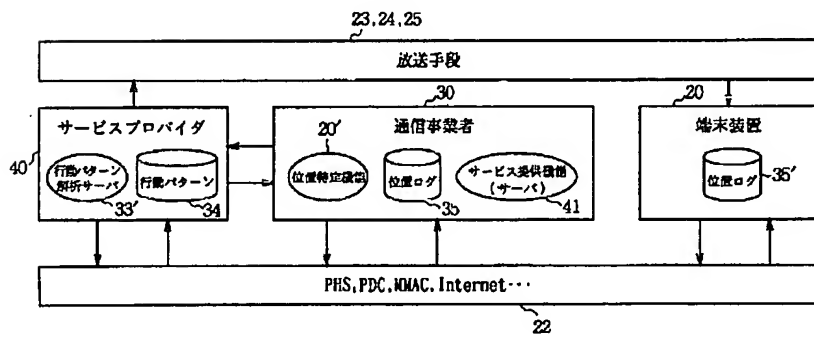 23,24,25
放送手段
40
サービスプロバイダ
行動パターン
解析サーバ
33′
行動パターン
34
30
通信事業者
20′
位置特定機能
位置ログ
35
サービス提供機能
(サーバ)
41
20
端末装置
位置ログ
35′
PHS,PDC,MMAC.Internet…
22